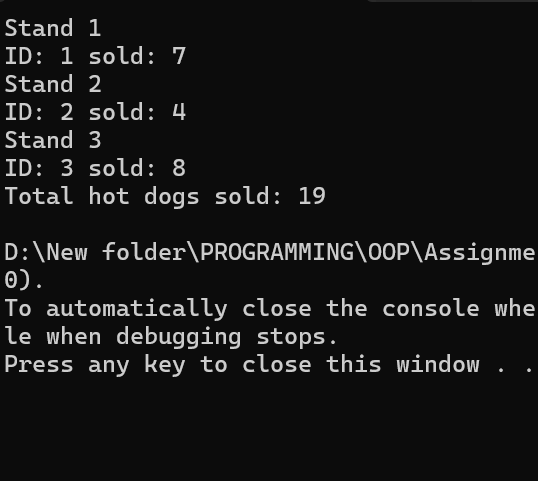 Stand 1
ID: 1 sold: 7
Stand 2
ID: 2 sold: 4
Stand 3
ID: 3 sold: 8
Total hot dogs sold: 19
D:\New folder\PROGRAMMING\OOP\Assignme
0).
To automatically close the console whe
le when debugging stops.
Press any key to close this window . .